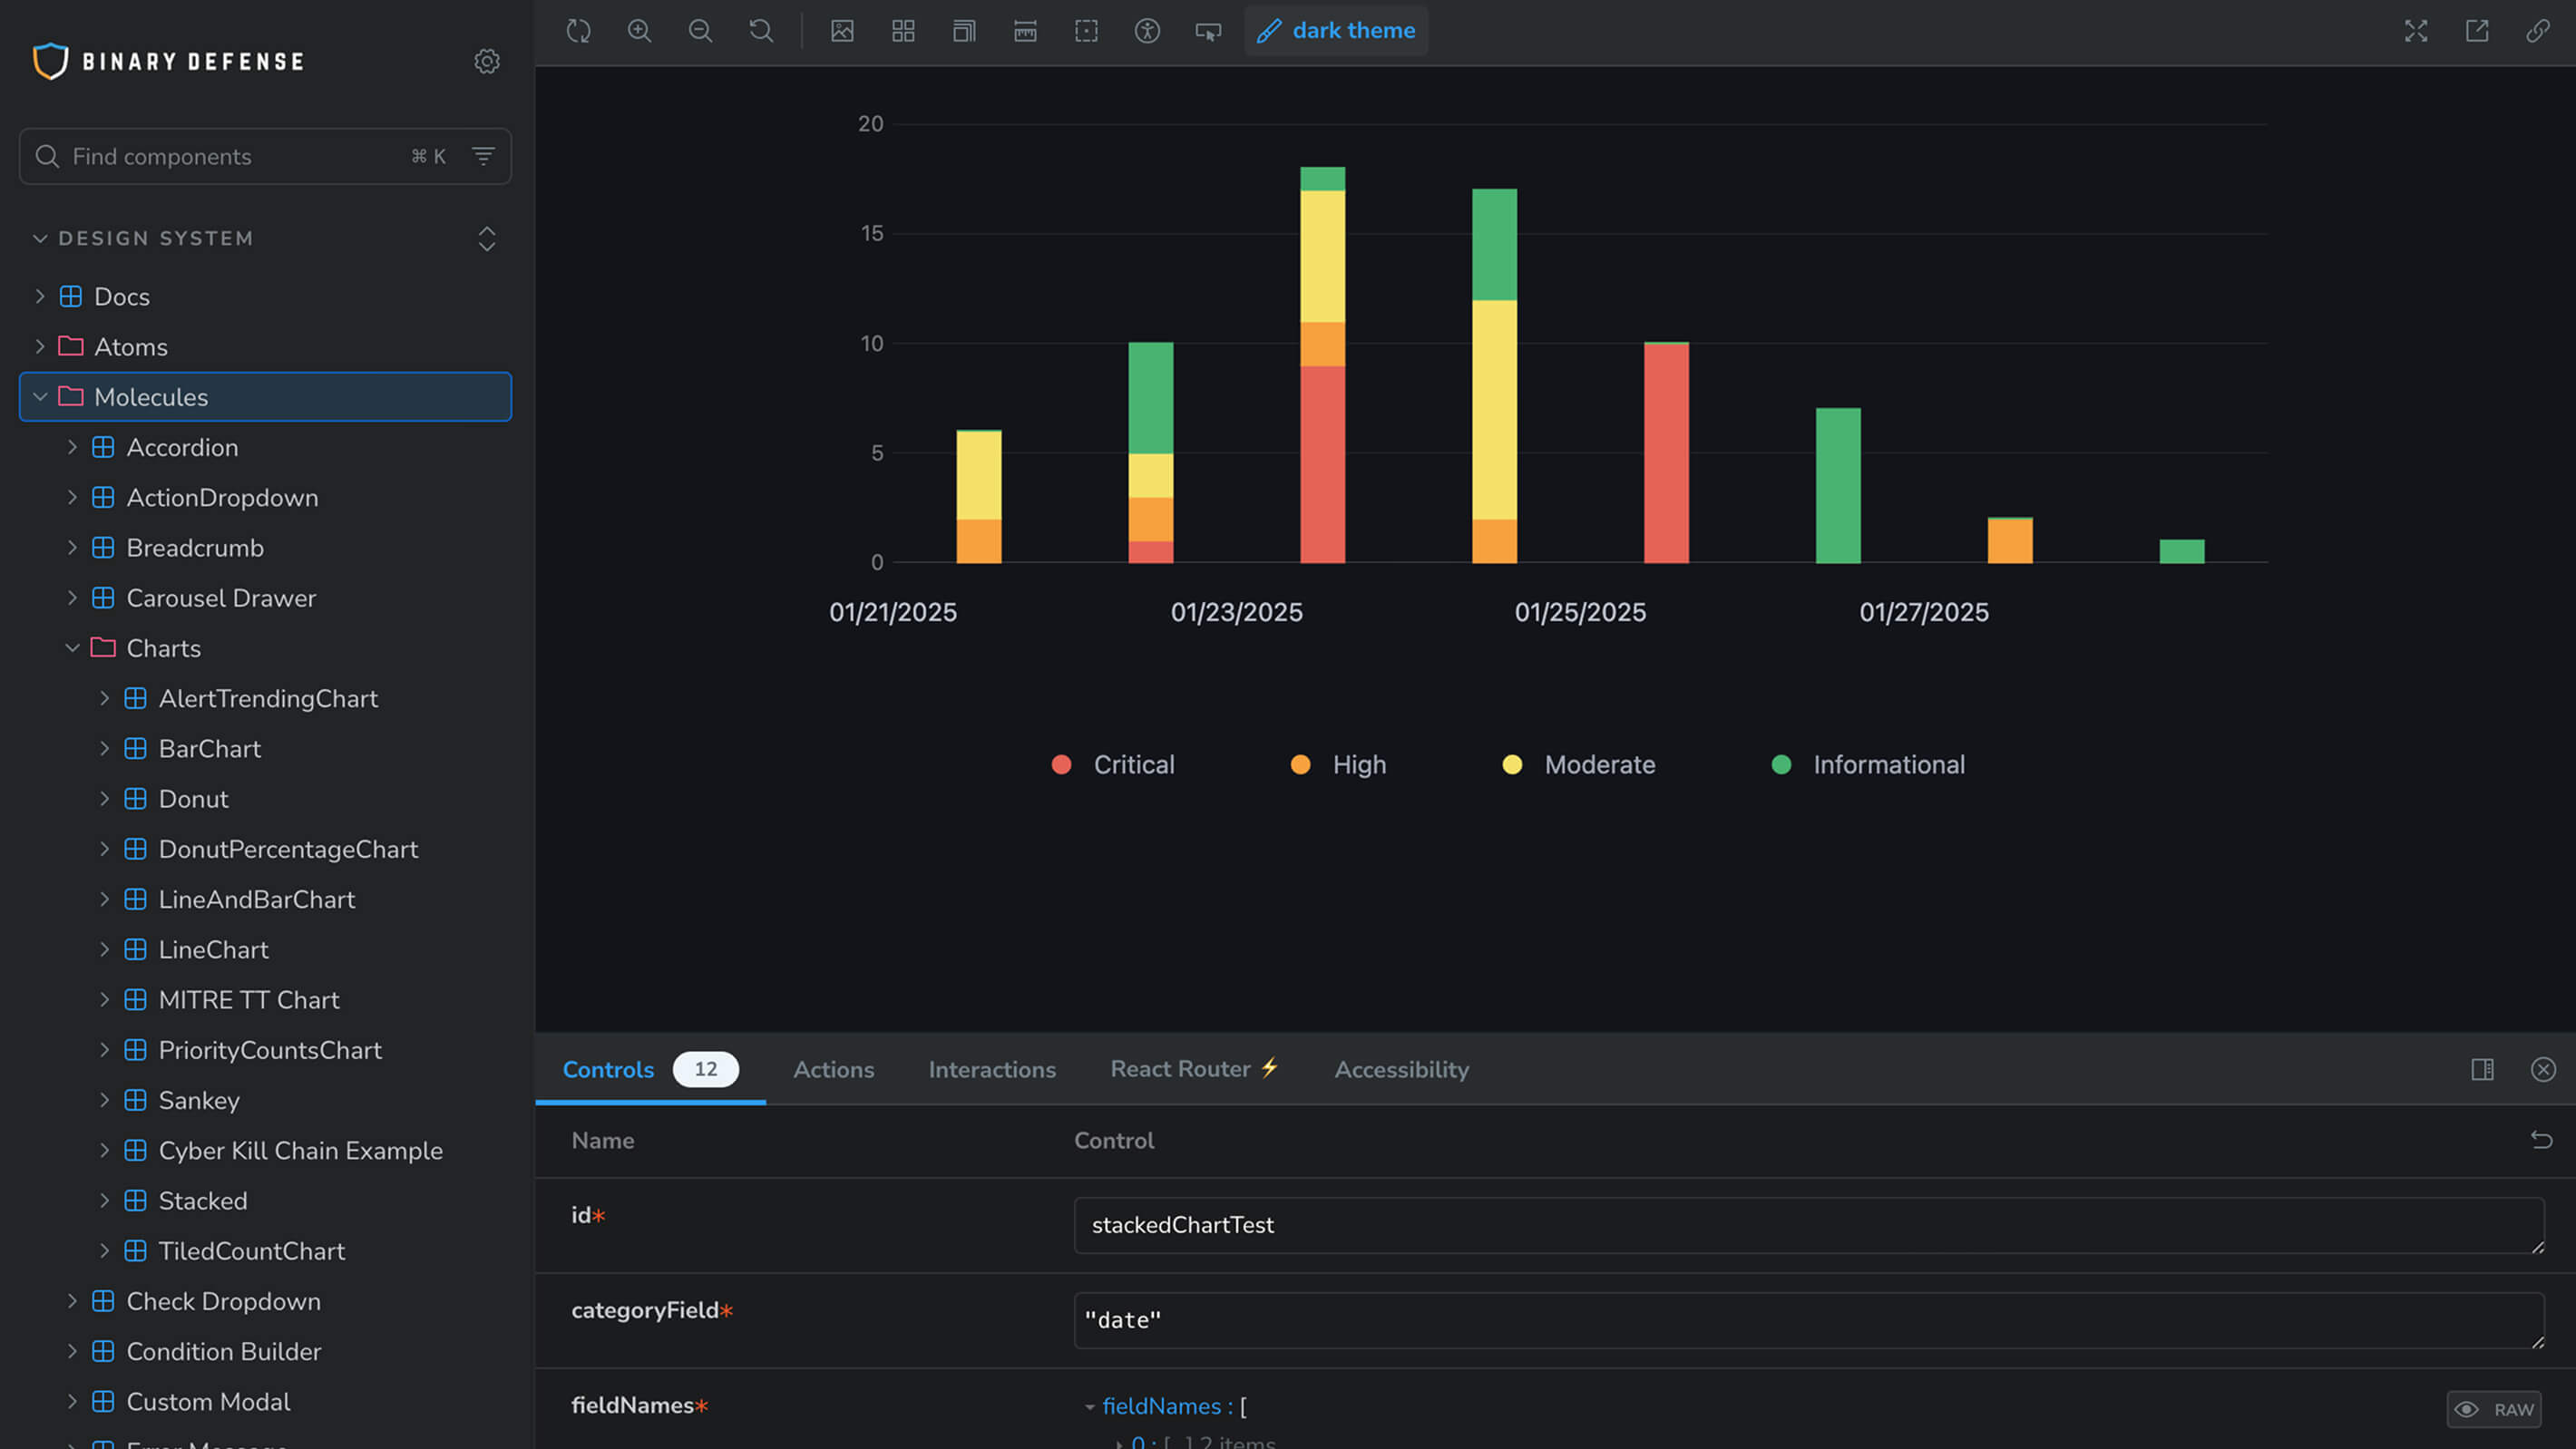 BINARY DEFENSE
Find components
⌘ K
DESIGN SYSTEM
Docs
Atoms
Molecules
Accordion
ActionDropdown
Breadcrumb
Carousel Drawer
Charts
AlertTrendingChart
BarChart
Donut
DonutPercentageChart
LineAndBarChart
LineChart
MITRE TT Chart
PriorityCountsChart
Sankey
Cyber Kill Chain Example
Stacked
TiledCountChart
Check Dropdown
Condition Builder
Custom Modal
Error Message
dark theme
20
15
10
5
0
01/21/2025 01/23/2025 01/25/2025 01/27/2025
Critical High Moderate Informational
Controls 12 Actions Interactions React Router ⚡ Accessibility
Name Control
id* stackedChartTest
categoryField* "date"
fieldNames* fieldNames : [
RAW
0 : [...] 2 items